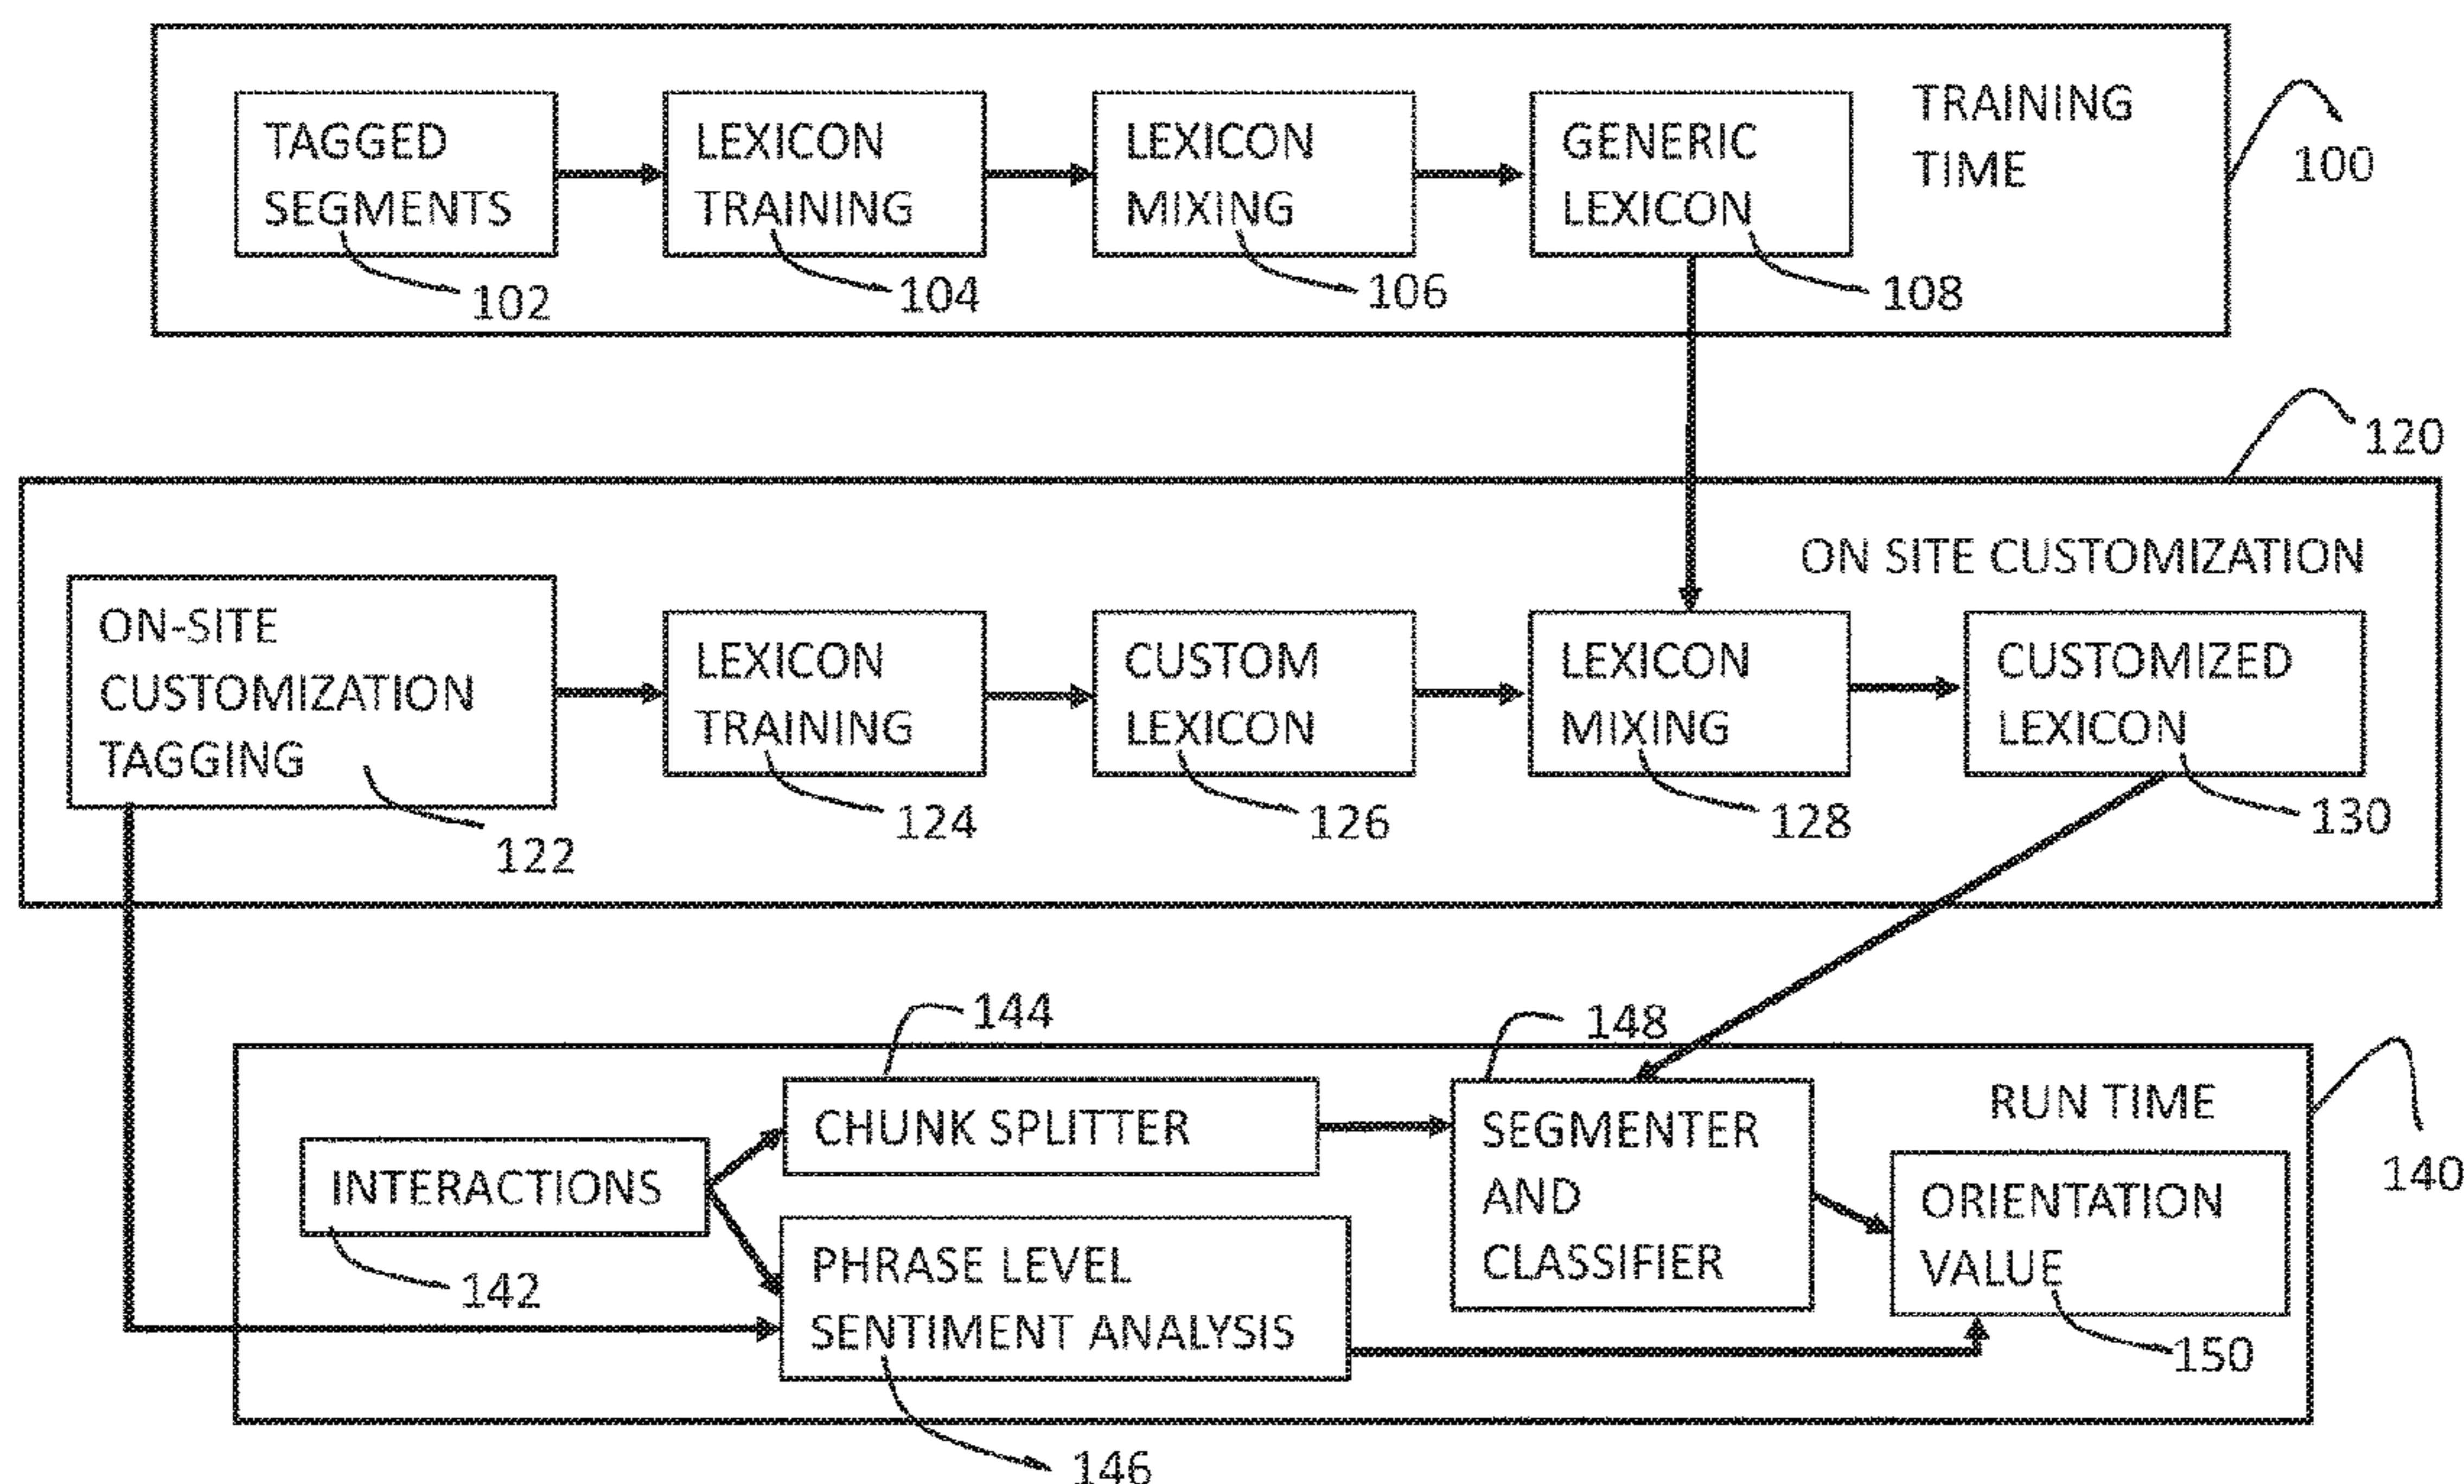 TAGGED
SEGMENTS
102
LEXICON
TRAINING
104
LEXICON
MIXING
106
GENERIC
LEXICON
108
TRAINING
TIME
100
120
ON SITE CUSTOMIZATION
ON-SITE
CUSTOMIZATION
TAGGING
122
LEXICON
TRAINING
124
CUSTOM
LEXICON
126
LEXICON
MIXING
128
CUSTOMIZED
LEXICON
130
144
148
RUN TIME
140
INTERACTIONS
142
CHUNK SPLITTER
PHRASE LEVEL
SENTIMENT ANALYSIS
146
SEGMENTER
AND
CLASSIFIER
ORIENTATION
VALUE
150